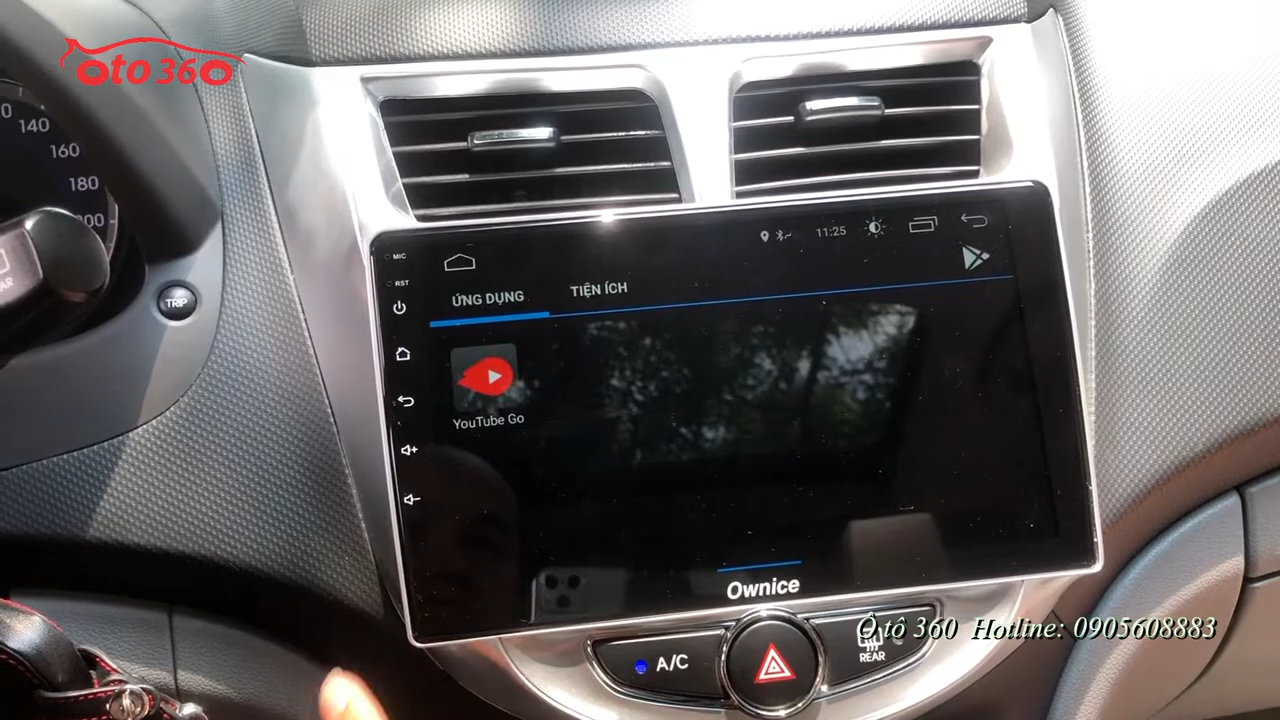 oto 360
140
160
180
TRIP
MIC
RST
11:25
ỨNG DỤNG
TIỆN ÍCH
YouTube Go
Ownice
Ô tô 360 Hotline: 0905608883
A/C
REAR